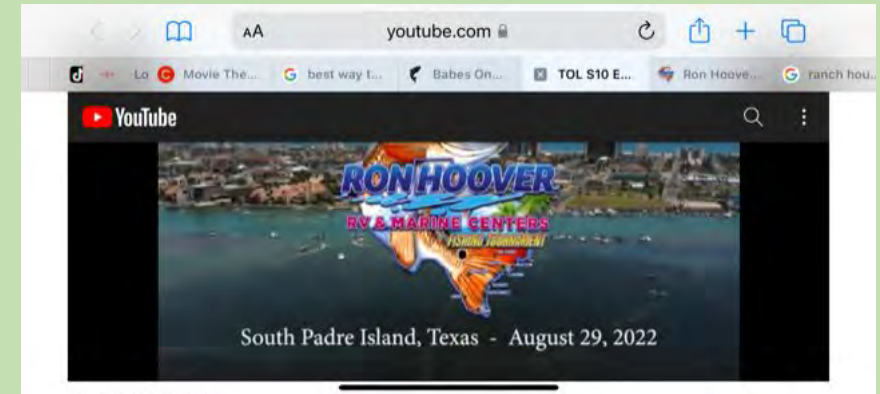 AA
youtube.com
Lo
Movie The...
best way t...
Babes On...
TOL S10 E...
Ron Hoove...
ranch hou...
YouTube
RON HOOVER
RV & MARINE CENTERS
FISHING TOURNAMENT
South Padre Island, Texas - August 29, 2022